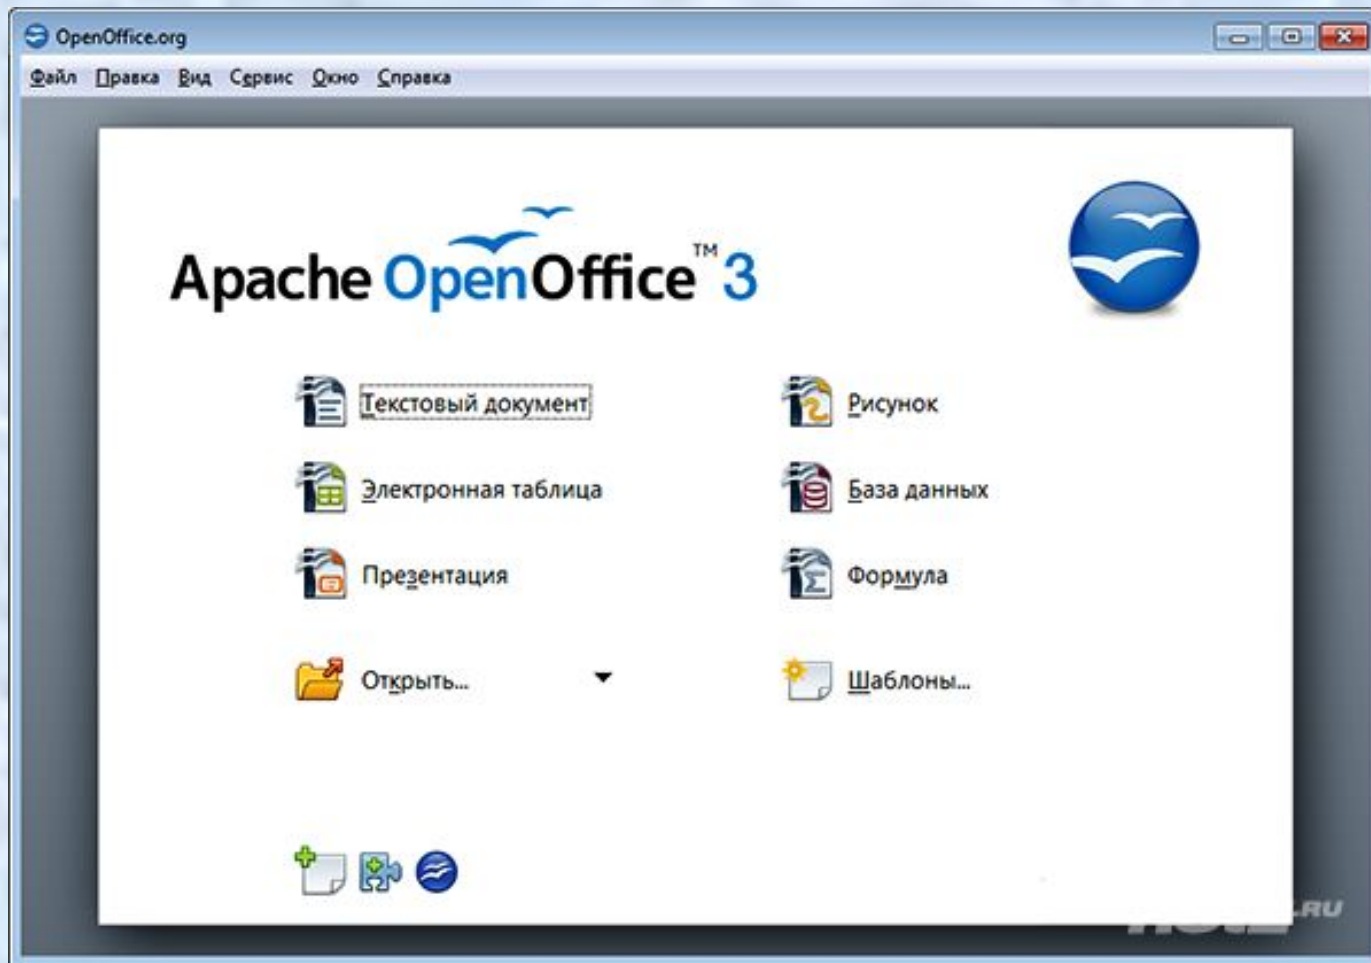 OpenOffice.org
Файл Правка Вид Сервис Окно Справка
Apache OpenOffice™ 3
Текстовый документ
Рисунок
Электронная таблица
База данных
Презентация
Формула
Открыть...
Шаблоны...
.RU